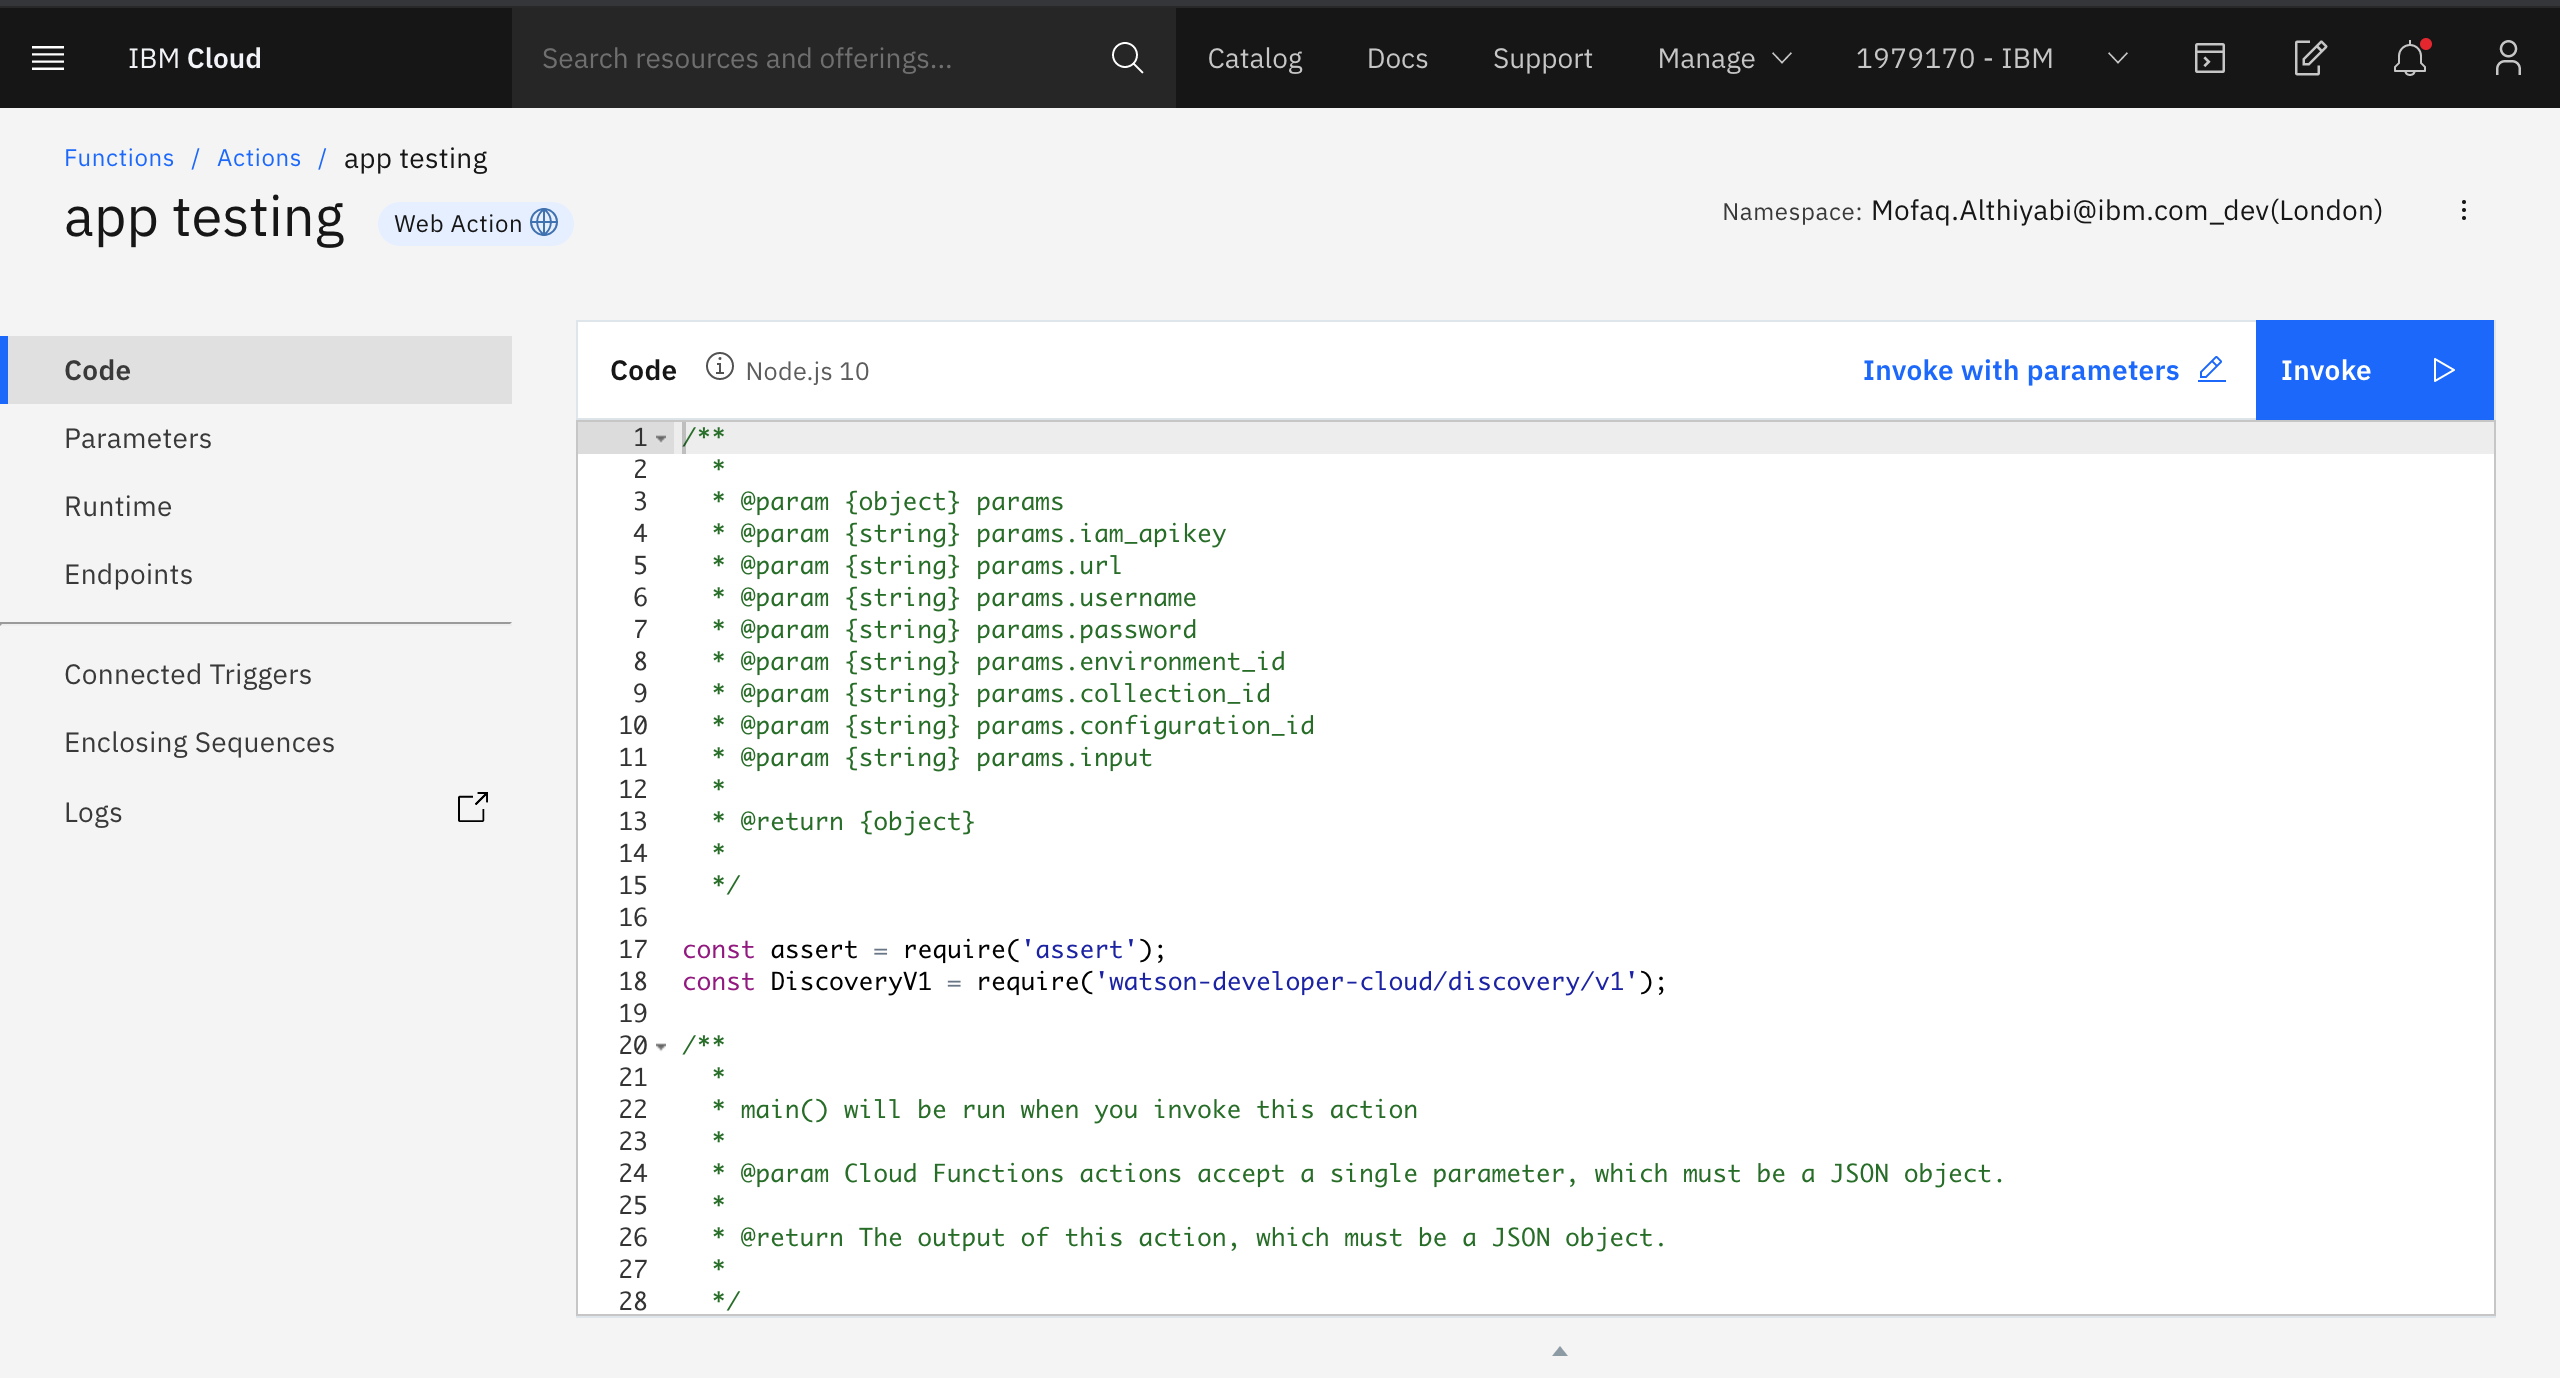 IBM Cloud
Search resources and offerings...
Catalog
Docs
Support
Manage
1979170 - IBM
Functions / Actions / app testing
app testing
Web Action
Namespace: Mofaq.Althiyabi@ibm.com_dev(London)
Code
Parameters
Runtime
Endpoints
Connected Triggers
Enclosing Sequences
Logs
Code
Node.js 10
Invoke with parameters
Invoke
1 /**
2 *
3 * @param {object} params
4 * @param {string} params.iam_apikey
5 * @param {string} params.url
6 * @param {string} params.username
7 * @param {string} params.password
8 * @param {string} params.environment_id
9 * @param {string} params.collection_id
10 * @param {string} params.configuration_id
11 * @param {string} params.input
12 *
13 * @return {object}
14 *
15 */
16
17 const assert = require('assert');
18 const DiscoveryV1 = require('watson-developer-cloud/discovery/v1');
19
20 /**
21 *
22 * main() will be run when you invoke this action
23 *
24 * @param Cloud Functions actions accept a single parameter, which must be a JSON object.
25 *
26 * @return The output of this action, which must be a JSON object.
27 *
28 */